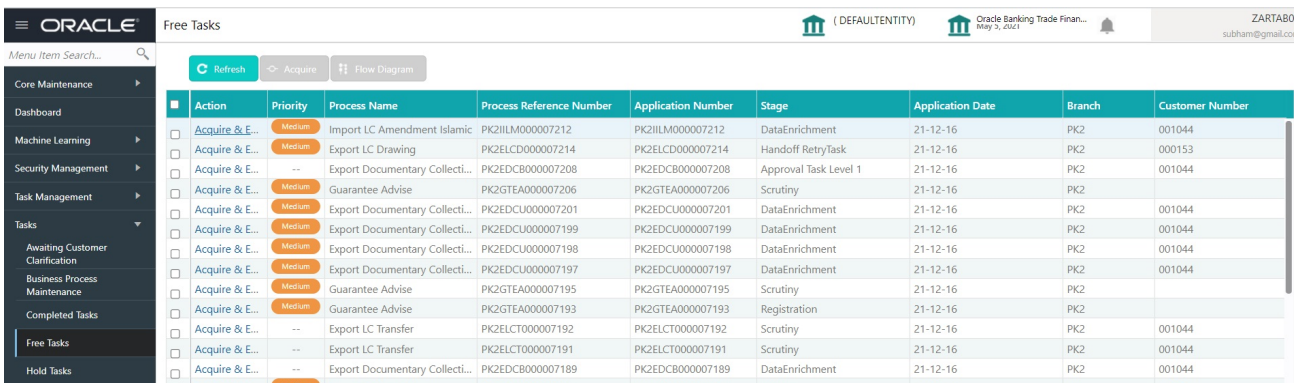 ORACLE
Free Tasks
( DEFAULTENTITY)
Oracle Banking Trade Finan...
May 5, 2021
ZARTAB0
subham@gmail.co
Menu Item Search...
Core Maintenance
Dashboard
Machine Learning
Security Management
Task Management
Tasks
Awaiting Customer
Clarification
Business Process
Maintenance
Completed Tasks
Free Tasks
Hold Tasks
Refresh Acquire Flow Diagram
Action Priority Process Name Process Reference Number Application Number Stage Application Date Branch Customer Number
Acquire & E... Medium Import LC Amendment Islamic PK2IILM000007212 PK2IILM000007212 DataEnrichment 21-12-16 PK2 001044
Acquire & E... Medium Export LC Drawing PK2ELCD000007214 PK2ELCD000007214 Handoff RetryTask 21-12-16 PK2 000153
Acquire & E... -- Export Documentary Collecti... PK2EDCB000007208 PK2EDCB000007208 Approval Task Level 1 21-12-16 PK2 001044
Acquire & E... Medium Guarantee Advise PK2GTEA000007206 PK2GTEA000007206 Scrutiny 21-12-16 PK2
Acquire & E... Medium Export Documentary Collecti... PK2EDCU000007201 PK2EDCU000007201 DataEnrichment 21-12-16 PK2 001044
Acquire & E... Medium Export Documentary Collecti... PK2EDCU000007199 PK2EDCU000007199 DataEnrichment 21-12-16 PK2 001044
Acquire & E... Medium Export Documentary Collecti... PK2EDCU000007198 PK2EDCU000007198 DataEnrichment 21-12-16 PK2 001044
Acquire & E... Medium Export Documentary Collecti... PK2EDCU000007197 PK2EDCU000007197 DataEnrichment 21-12-16 PK2 001044
Acquire & E... Medium Guarantee Advise PK2GTEA000007195 PK2GTEA000007195 Scrutiny 21-12-16 PK2
Acquire & E... Medium Guarantee Advise PK2GTEA000007193 PK2GTEA000007193 Registration 21-12-16 PK2
Acquire & E... -- Export LC Transfer PK2ELCT000007192 PK2ELCT000007192 Scrutiny 21-12-16 PK2 001044
Acquire & E... -- Export LC Transfer PK2ELCT000007191 PK2ELCT000007191 Scrutiny 21-12-16 PK2 001044
Acquire & E... -- Export Documentary Collecti... PK2EDCB000007189 PK2EDCB000007189 DataEnrichment 21-12-16 PK2 001044